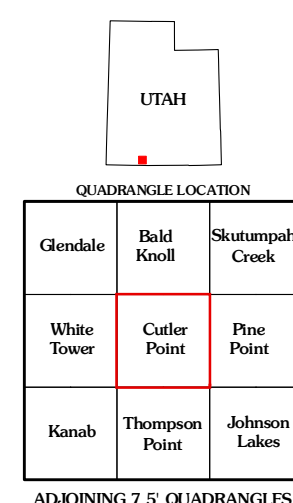 UTAH
QUADRANGLE LOCATION
Glendale
Bald
Knoll
Skutumpah
Creek
White
Tower
Cutler
Point
Pine
Point
Kanab
Thompson
Point
Johnson
Lakes
ADJOINING 7.5' QUADRANGLES